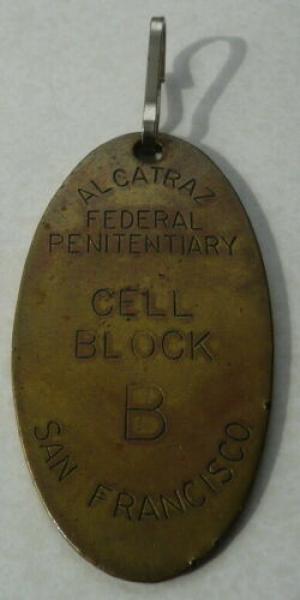 ALCATRAZ
FEDERAL
PENITENTIARY
CELL
BLOCK
B
SAN FRANCISCO